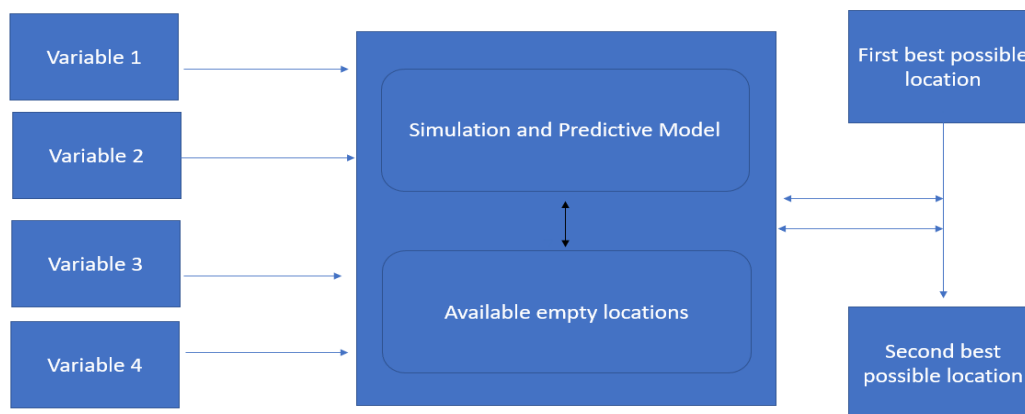 Variable 1
Variable 2
Variable 3
Variable 4
Simulation and Predictive Model
Available empty locations
First best possible
location
Second best
possible location